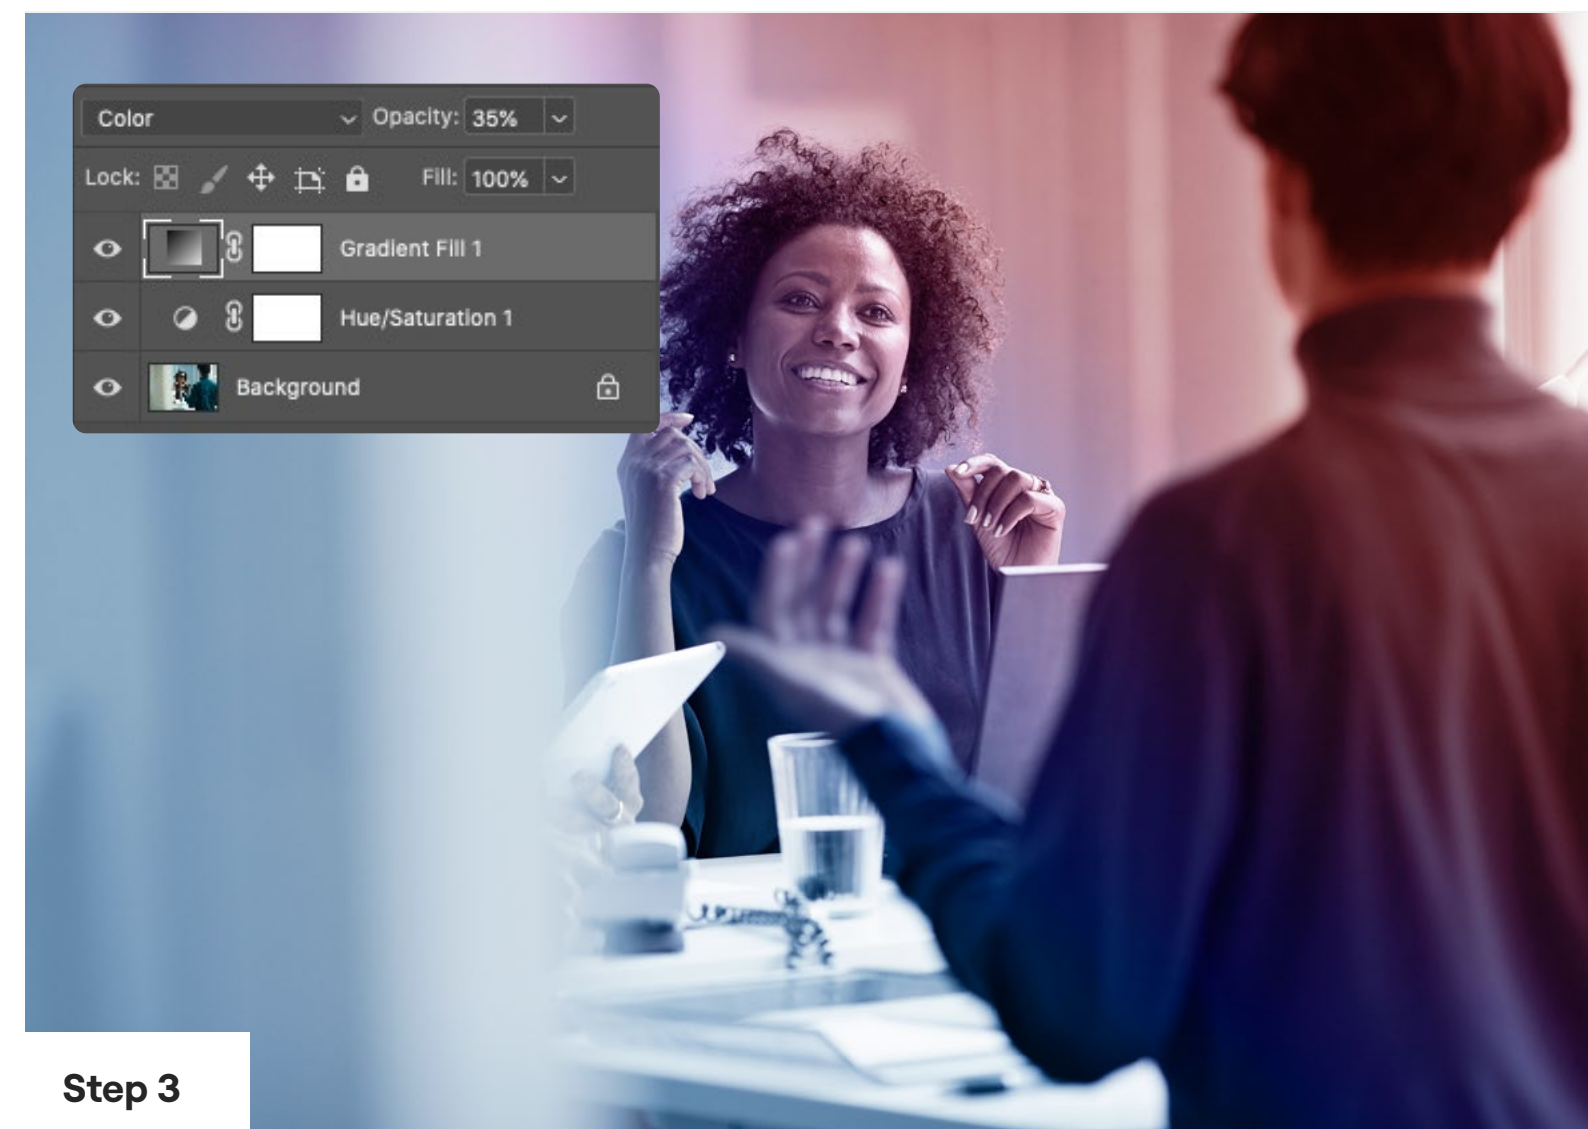 Color Opacity: 35%
Lock: Fill: 100%
Gradient Fill 1
Hue/Saturation 1
Background
Step 3